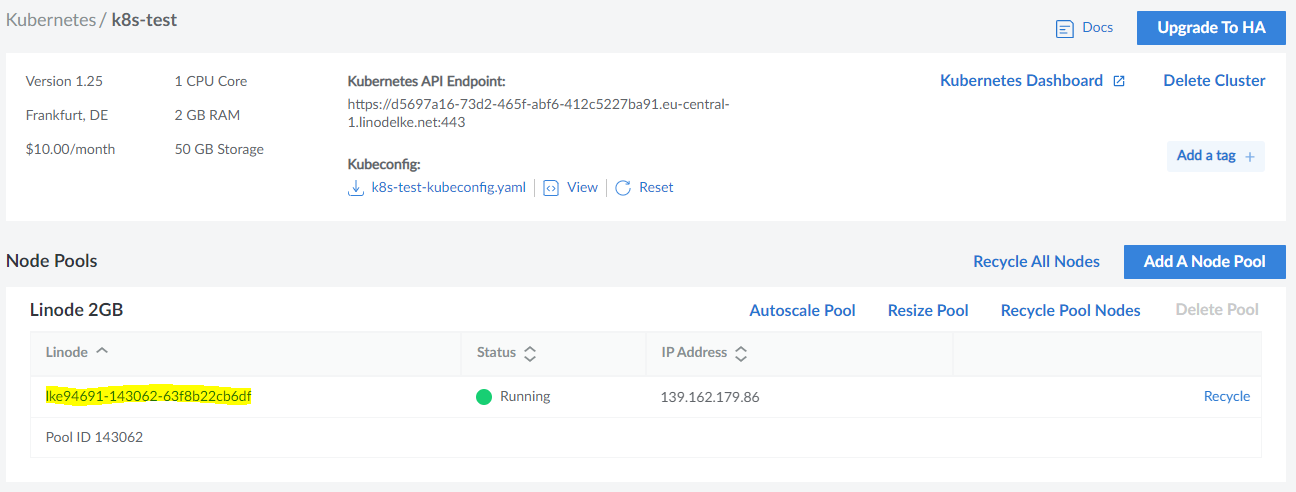 Kubernetes / k8s-test
Docs
Upgrade To HA
Version 1.25
1 CPU Core
Kubernetes API Endpoint:
Kubernetes Dashboard
Delete Cluster
https://d5697a16-73d2-465f-abf6-412c5227ba91.eu-central-
1.linodelke.net:443
Frankfurt, DE
2 GB RAM
$10.00/month
50 GB Storage
Kubeconfig:
Add a tag +
k8s-test-kubeconfig.yaml
View
Reset
Node Pools
Recycle All Nodes
Add A Node Pool
Linode 2GB
Autoscale Pool
Resize Pool
Recycle Pool Nodes
Delete Pool
Linode
Status
IP Address
lke94691-143062-63f8b22cb6df
Running
139.162.179.86
Recycle
Pool ID 143062